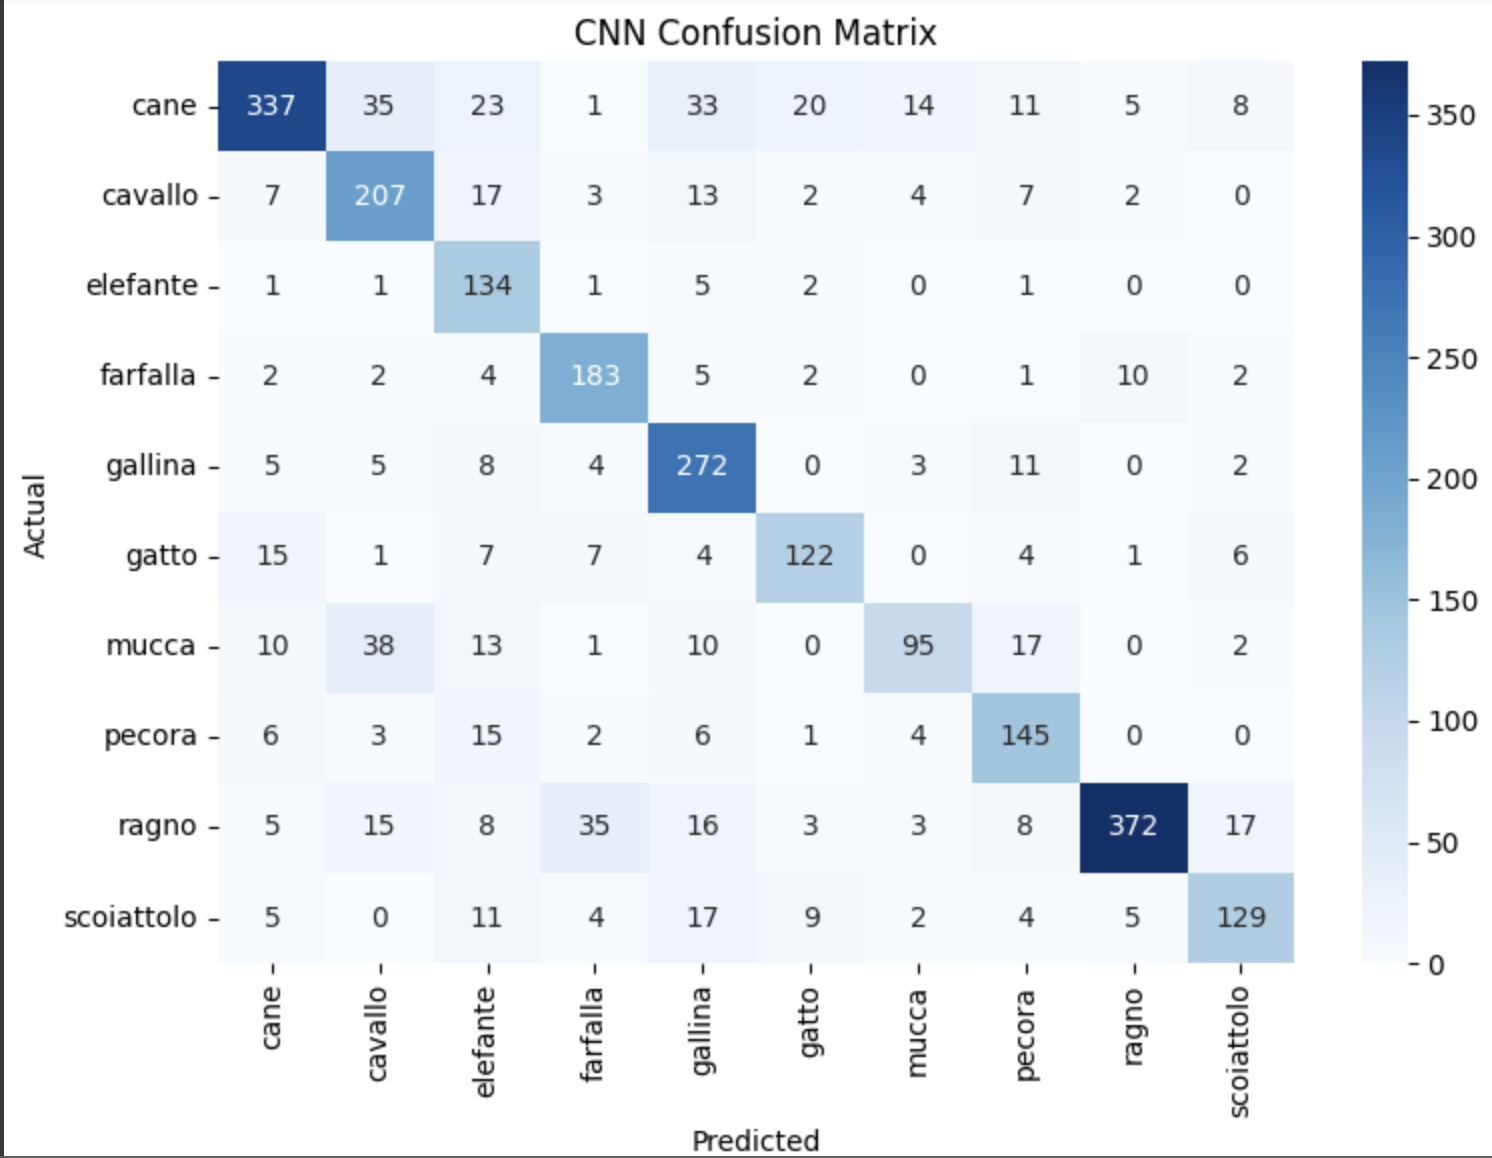 CNN Confusion Matrix
cane 337 35 23 1 33 20 14 11 5 8
cavallo 7 207 17 3 13 2 4 7 2 0
elefante 1 1 134 1 5 2 0 1 0 0
farfalla 2 2 4 183 5 2 0 1 10 2
gallina 5 5 8 4 272 0 3 11 0 2
gatto 15 1 7 7 4 122 0 4 1 6
mucca 10 38 13 1 10 0 95 17 0 2
pecora 6 3 15 2 6 1 4 145 0 0
ragno 5 15 8 35 16 3 3 8 372 17
scoiattolo 5 0 11 4 17 9 2 4 5 129
Actual
cane cavallo elefante farfalla gallina gatto mucca pecora ragno scoiattolo
Predicted
350
300
250
200
150
100
50
0